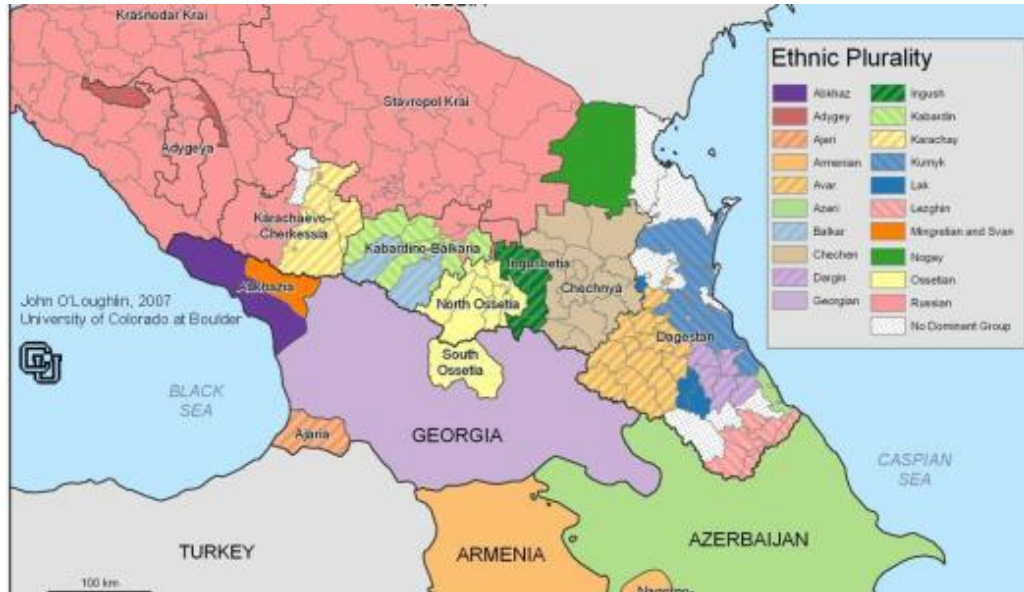 Krasnodar Krai
Stavropol Krai
Adygeya
Karachaevo-
Cherkessia
Kabardino-Balkaria
Ingushetia
Abkhazia
North Ossetia
Chechnya
John O'Loughlin, 2007
University of Colorado at Boulder
CU
Dagestan
South
Ossetia
BLACK
SEA
Ajaria
GEORGIA
CASPIAN
SEA
TURKEY
ARMENIA
AZERBAIJAN
100 km
Ethnic Plurality
Abkhaz
Adygey
Ajeri
Armenian
Avar
Azeri
Balkar
Chechen
Dargin
Georgian
Ingush
Kabardin
Karachay
Kumyk
Lak
Lezghin
Mingrelian and Svan
Nogay
Ossetian
Russian
No Dominant Group